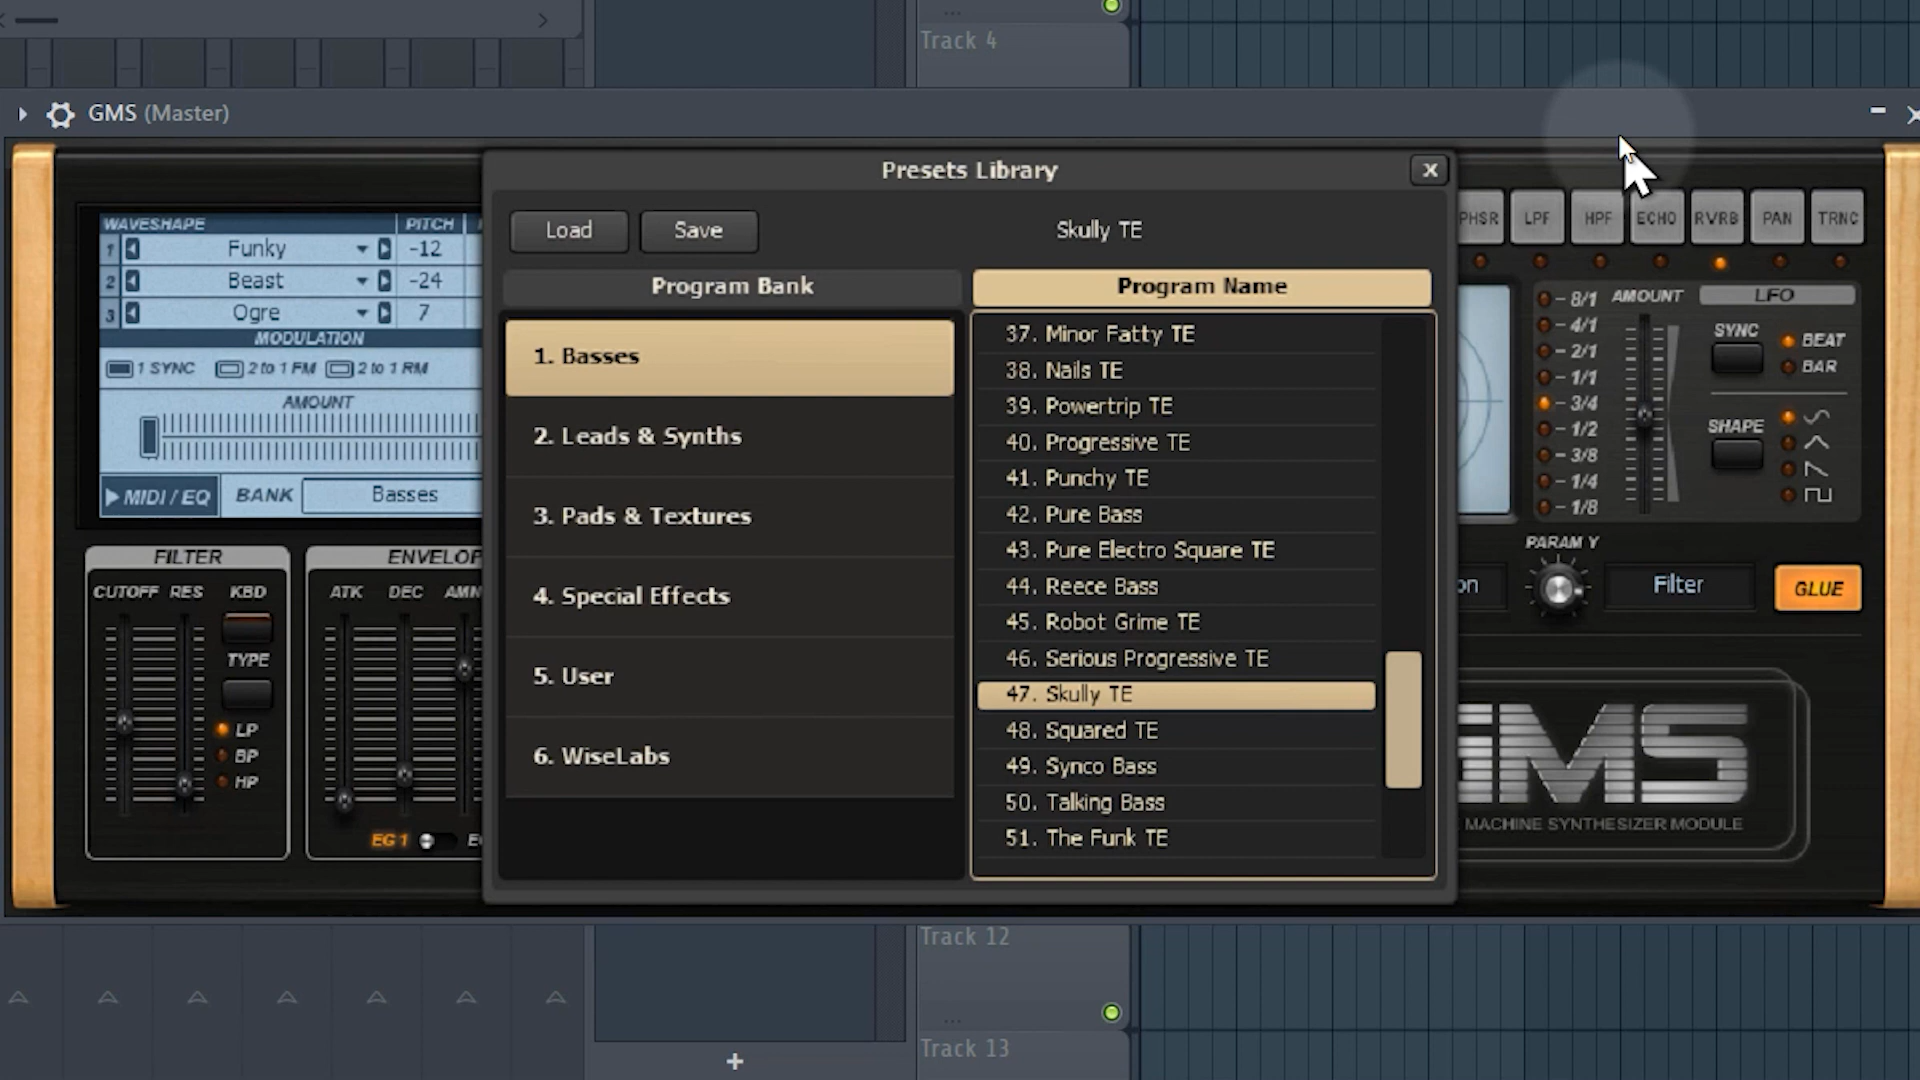 ...
Track 4
GMS (Master)
Presets Library
X
Load
Save
Skully TE
Program Bank
Program Name
1. Basses
2. Leads & Synths
3. Pads & Textures
4. Special Effects
5. User
6. WiseLabs
37. Minor Fatty TE
38. Nails TE
39. Powertrip TE
40. Progressive TE
41. Punchy TE
42. Pure Bass
43. Pure Electro Square TE
44. Reece Bass
45. Robot Grime TE
46. Serious Progressive TE
47. Skully TE
48. Squared TE
49. Synco Bass
50. Talking Bass
51. The Funk TE
WAVESHAPE PITCH
1 Funky -12
2 Beast -24
3 Ogre 7
MODULATION
1 SYNC 2 to 1 FM 2 to 1 RM
AMOUNT
MIDI / EQ BANK Basses
FILTER
CUTOFF RES KBD
TYPE
LP
BP
HP
ENVELOP
ATK DEC AMN
EG 1
PHSR LPF HPF ECHO RVRB PAN TRNC
8/1
4/1
2/1
1/1
3/4
1/2
3/8
1/4
1/8
AMOUNT
LFO
SYNC
BEAT
BAR
SHAPE
PARAM Y
on
Filter
GLUE
GMS
MACHINE SYNTHESIZER MODULE
Track 12
...
Track 13